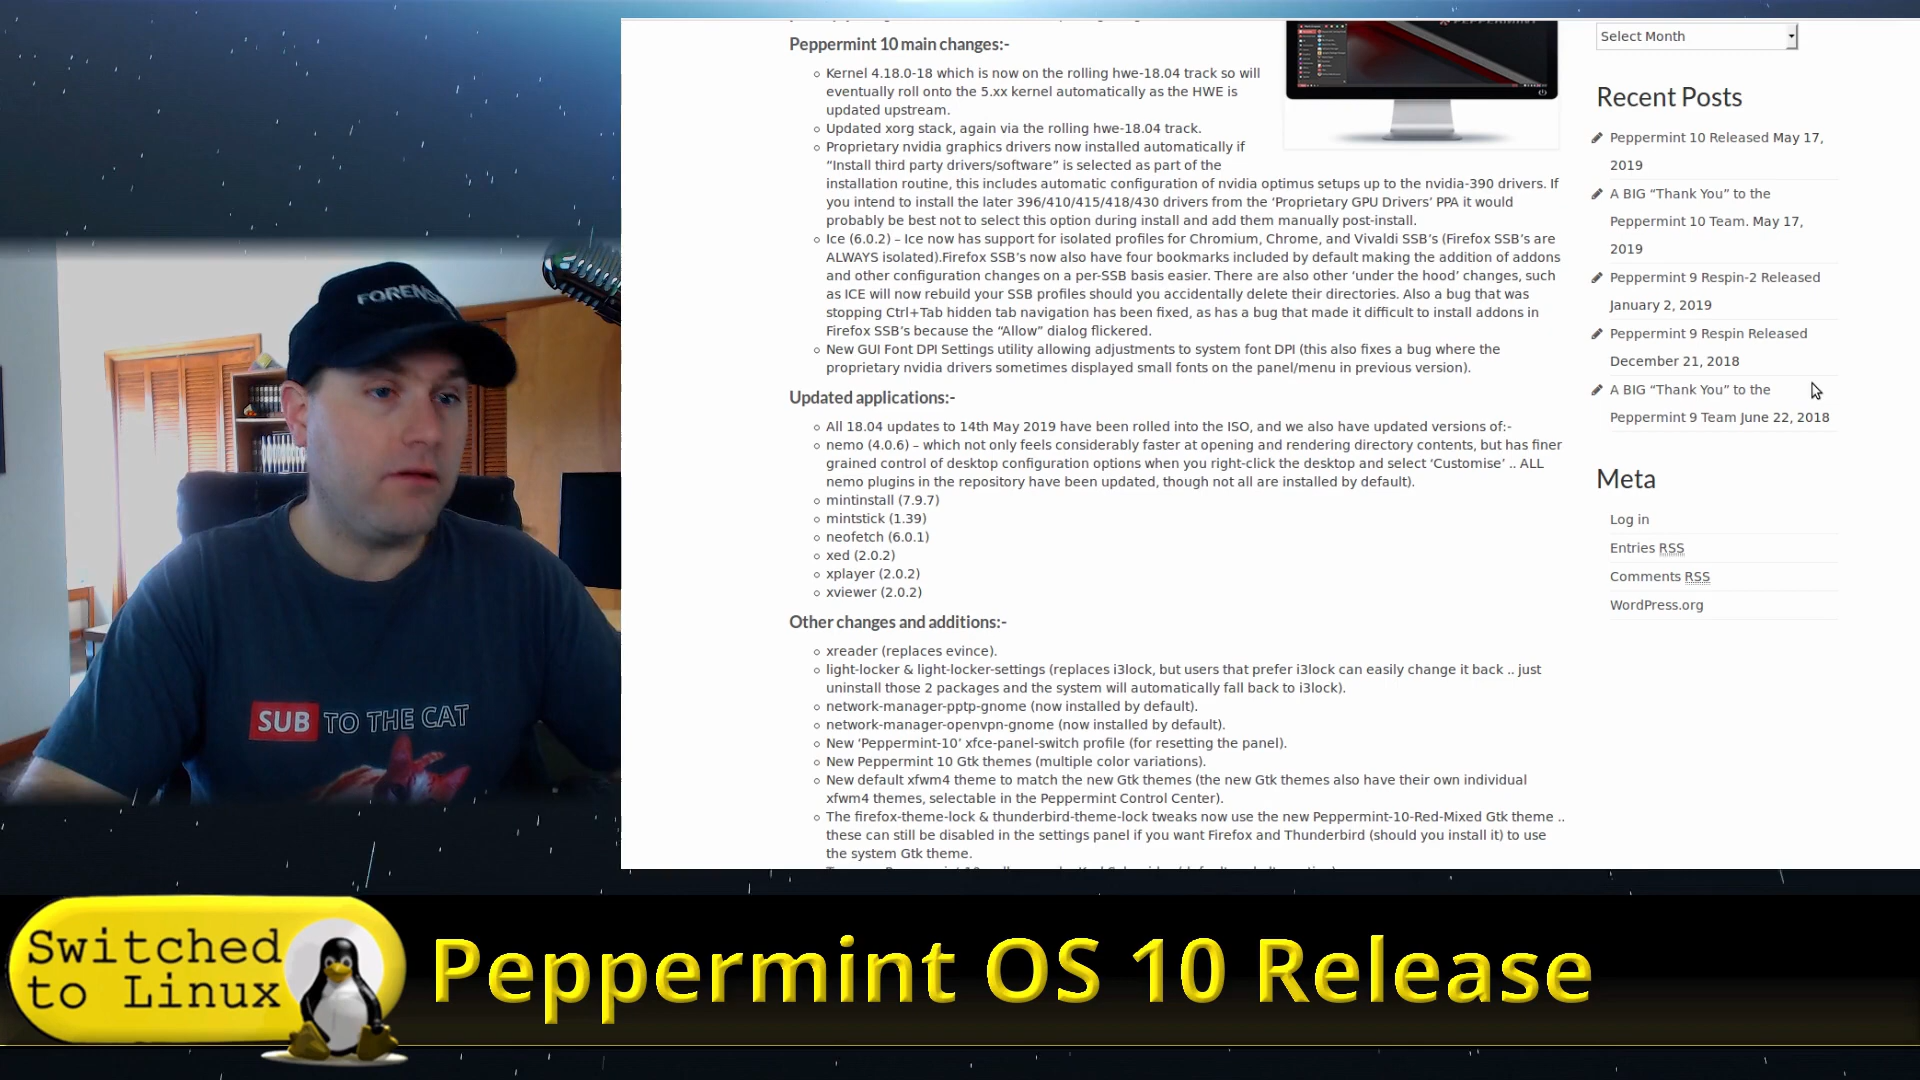 Peppermint 10 main changes:-
Kernel 4.18.0-18 which is now on the rolling hwe-18.04 track so will
eventually roll onto the 5.xx kernel automatically as the HWE is
updated upstream.
Updated xorg stack, again via the rolling hwe-18.04 track.
Proprietary nvidia graphics drivers now installed automatically if
“Install third party drivers/software” is selected as part of the
installation routine, this includes automatic configuration of nvidia optimus setups up to the nvidia-390 drivers. If
you intend to install the later 396/410/415/418/430 drivers from the ‘Proprietary GPU Drivers’ PPA it would
probably be best not to select this option during install and add them manually post-install.
Ice (6.0.2) – Ice now has support for isolated profiles for Chromium, Chrome, and Vivaldi SSB’s (Firefox SSB’s are
ALWAYS isolated).Firefox SSB’s now also have four bookmarks included by default making the addition of addons
and other configuration changes on a per-SSB basis easier. There are also other ‘under the hood’ changes, such
as ICE will now rebuild your SSB profiles should you accidentally delete their directories. Also a bug that was
stopping Ctrl+Tab hidden tab navigation has been fixed, as has a bug that made it difficult to install addons in
Firefox SSB’s because the “Allow” dialog flickered.
New GUI Font DPI Settings utility allowing adjustments to system font DPI (this also fixes a bug where the
proprietary nvidia drivers sometimes displayed small fonts on the panel/menu in previous version).
Updated applications:-
All 18.04 updates to 14th May 2019 have been rolled into the ISO, and we also have updated versions of:-
nemo (4.0.6) – which not only feels considerably faster at opening and rendering directory contents, but has finer
grained control of desktop configuration options when you right-click the desktop and select ‘Customise’ .. ALL
nemo plugins in the repository have been updated, though not all are installed by default).
mintinstall (7.9.7)
mintstick (1.39)
neofetch (6.0.1)
xed (2.0.2)
xplayer (2.0.2)
xviewer (2.0.2)
Other changes and additions:-
xreader (replaces evince).
light-locker & light-locker-settings (replaces i3lock, but users that prefer i3lock can easily change it back .. just
uninstall those 2 packages and the system will automatically fall back to i3lock).
network-manager-pptp-gnome (now installed by default).
network-manager-openvpn-gnome (now installed by default).
New ‘Peppermint-10’ xfce-panel-switch profile (for resetting the panel).
New Peppermint 10 Gtk themes (multiple color variations).
New default xfwm4 theme to match the new Gtk themes (the new Gtk themes also have their own individual
xfwm4 themes, selectable in the Peppermint Control Center).
The firefox-theme-lock & thunderbird-theme-lock tweaks now use the new Peppermint-10-Red-Mixed Gtk theme ..
these can still be disabled in the settings panel if you want Firefox and Thunderbird (should you install it) to use
the system Gtk theme.
Select Month
Recent Posts
Peppermint 10 Released May 17,
2019
A BIG “Thank You” to the
Peppermint 10 Team. May 17,
2019
Peppermint 9 Respin-2 Released
January 2, 2019
Peppermint 9 Respin Released
December 21, 2018
A BIG “Thank You” to the
Peppermint 9 Team June 22, 2018
Meta
Log in
Entries RSS
Comments RSS
WordPress.org
SUB TO THE CAT
Switched
to Linux
Peppermint OS 10 Release